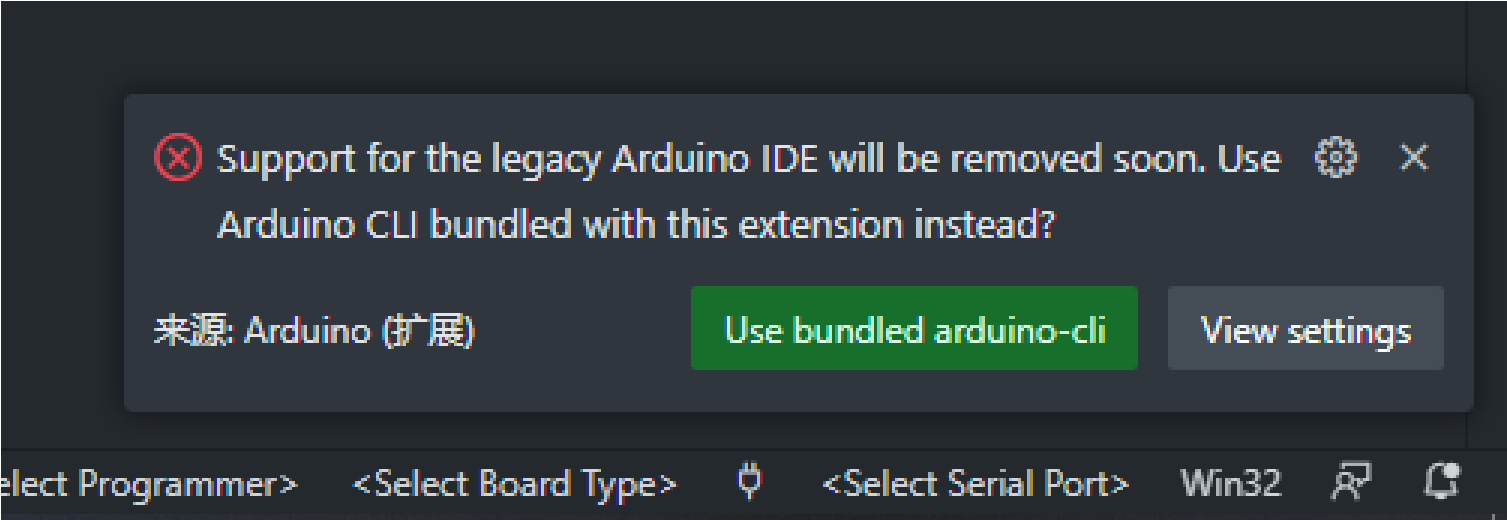 Support for the legacy Arduino IDE will be removed soon. Use
Arduino CLI bundled with this extension instead?
来源: Arduino (扩展)
Use bundled arduino-cli
View settings
elect Programmer> <Select Board Type> <Select Serial Port> Win32